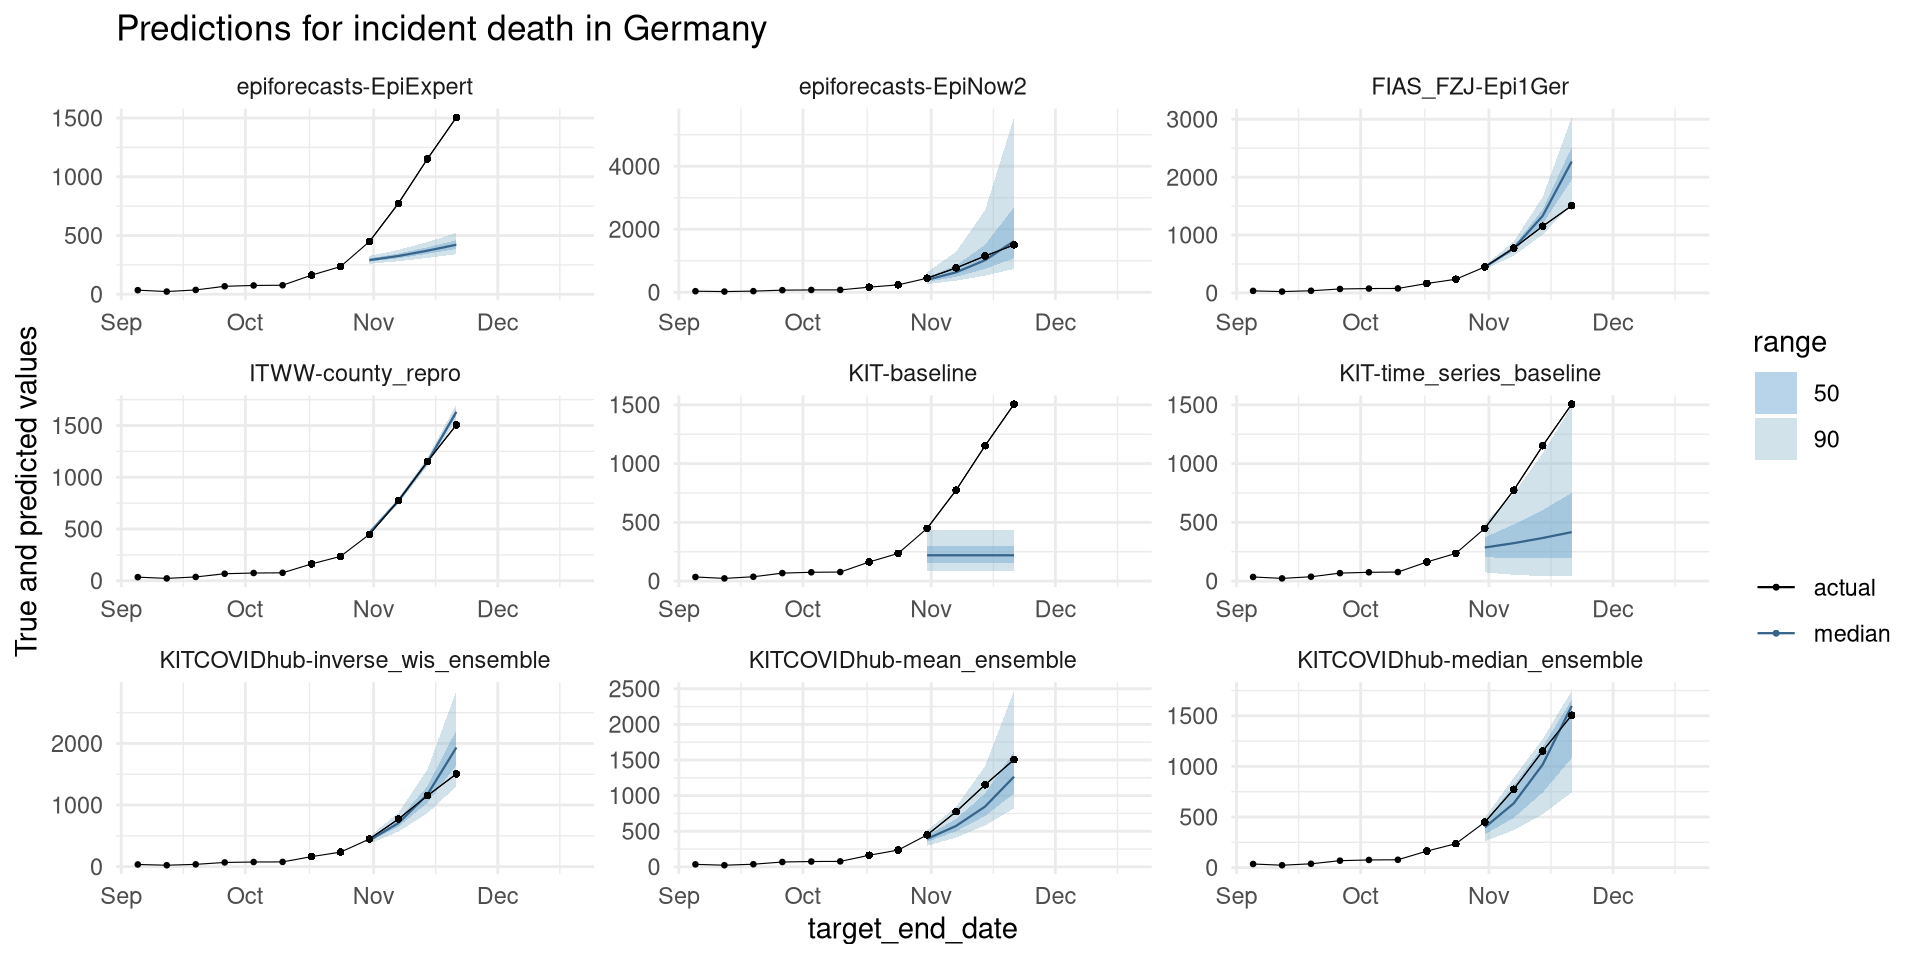 Predictions for incident death in Germany
epiforecasts-EpiExpert
epiforecasts-EpiNow2
FIAS_FZJ-Epi1Ger
1500
1000
500
0
Sep Oct Nov Dec
4000
2000
0
Sep Oct Nov Dec
3000
2000
1000
0
Sep Oct Nov Dec
True and predicted values
ITWW-county_repro
KIT-baseline
KIT-time_series_baseline
1500
1000
500
0
Sep Oct Nov Dec
1500
1000
500
0
Sep Oct Nov Dec
1500
1000
500
0
Sep Oct Nov Dec
KITCOVIDhub-inverse_wis_ensemble
KITCOVIDhub-mean_ensemble
KITCOVIDhub-median_ensemble
2000
1000
0
Sep Oct Nov Dec
2500
2000
1500
1000
500
0
Sep Oct Nov Dec
1500
1000
500
0
Sep Oct Nov Dec
target_end_date
range
50
90
actual
median